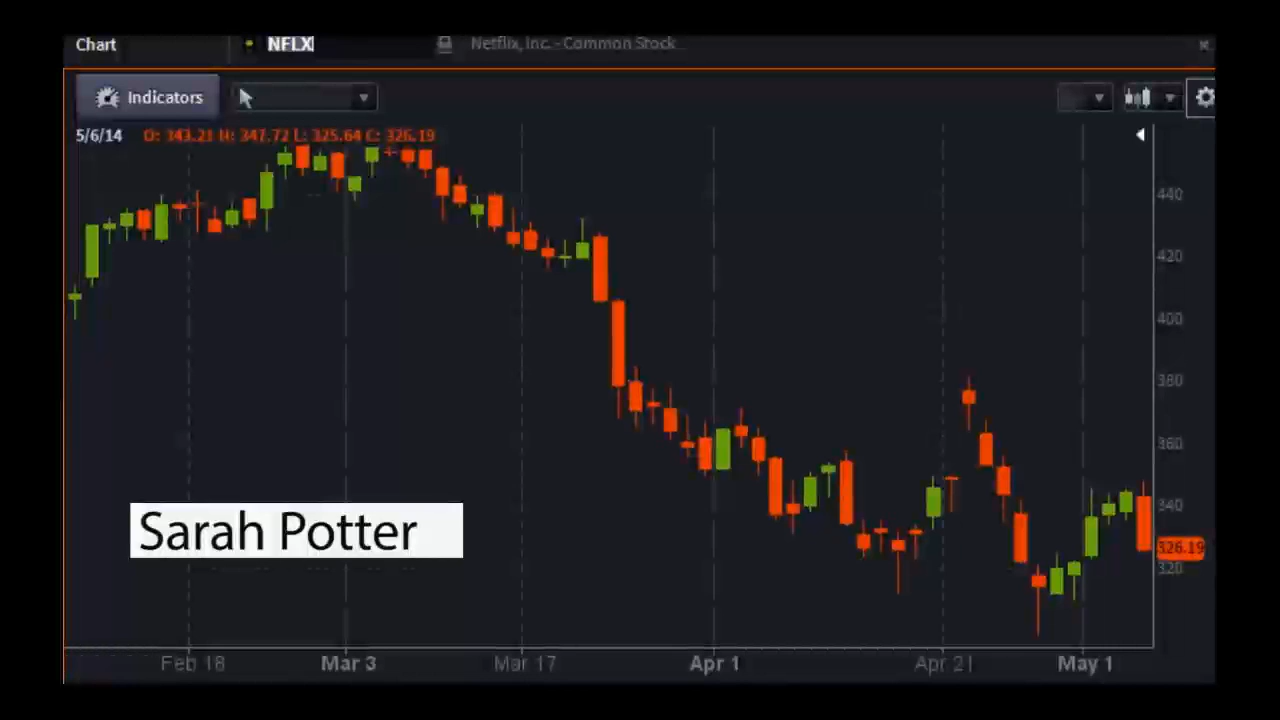 Chart NFLX Netflix, Inc. - Common Stock
Indicators
5/6/14 O: 343.21 H: 347.72 L: 325.64 C: 326.19
440
420
400
380
360
340
326.19
320
Sarah Potter
Feb 18 Mar 3 Mar 17 Apr 1 Apr 21 May 1